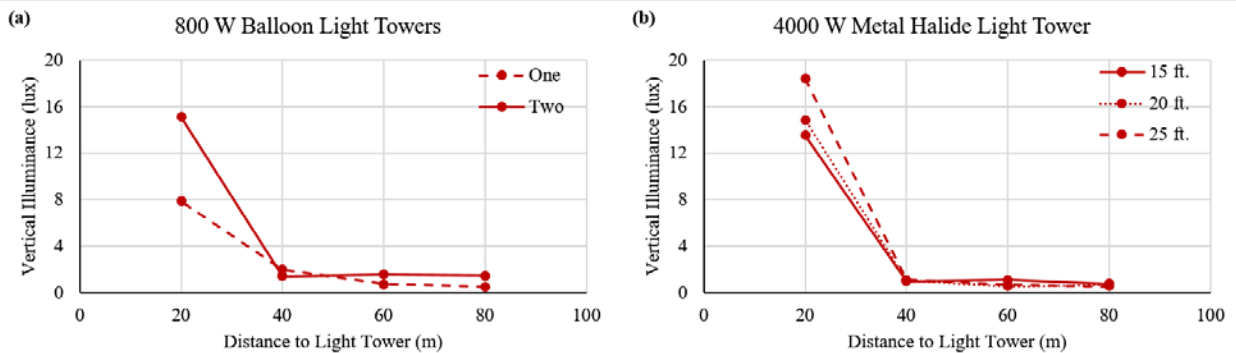 (a)
800 W Balloon Light Towers
20
16
12
8
4
0
0 20 40 60 80 100
Vertical Illuminance (lux)
Distance to Light Tower (m)
One
Two
(b)
4000 W Metal Halide Light Tower
20
16
12
8
4
0
0 20 40 60 80 100
Vertical Illuminance (lux)
Distance to Light Tower (m)
15 ft.
20 ft.
25 ft.